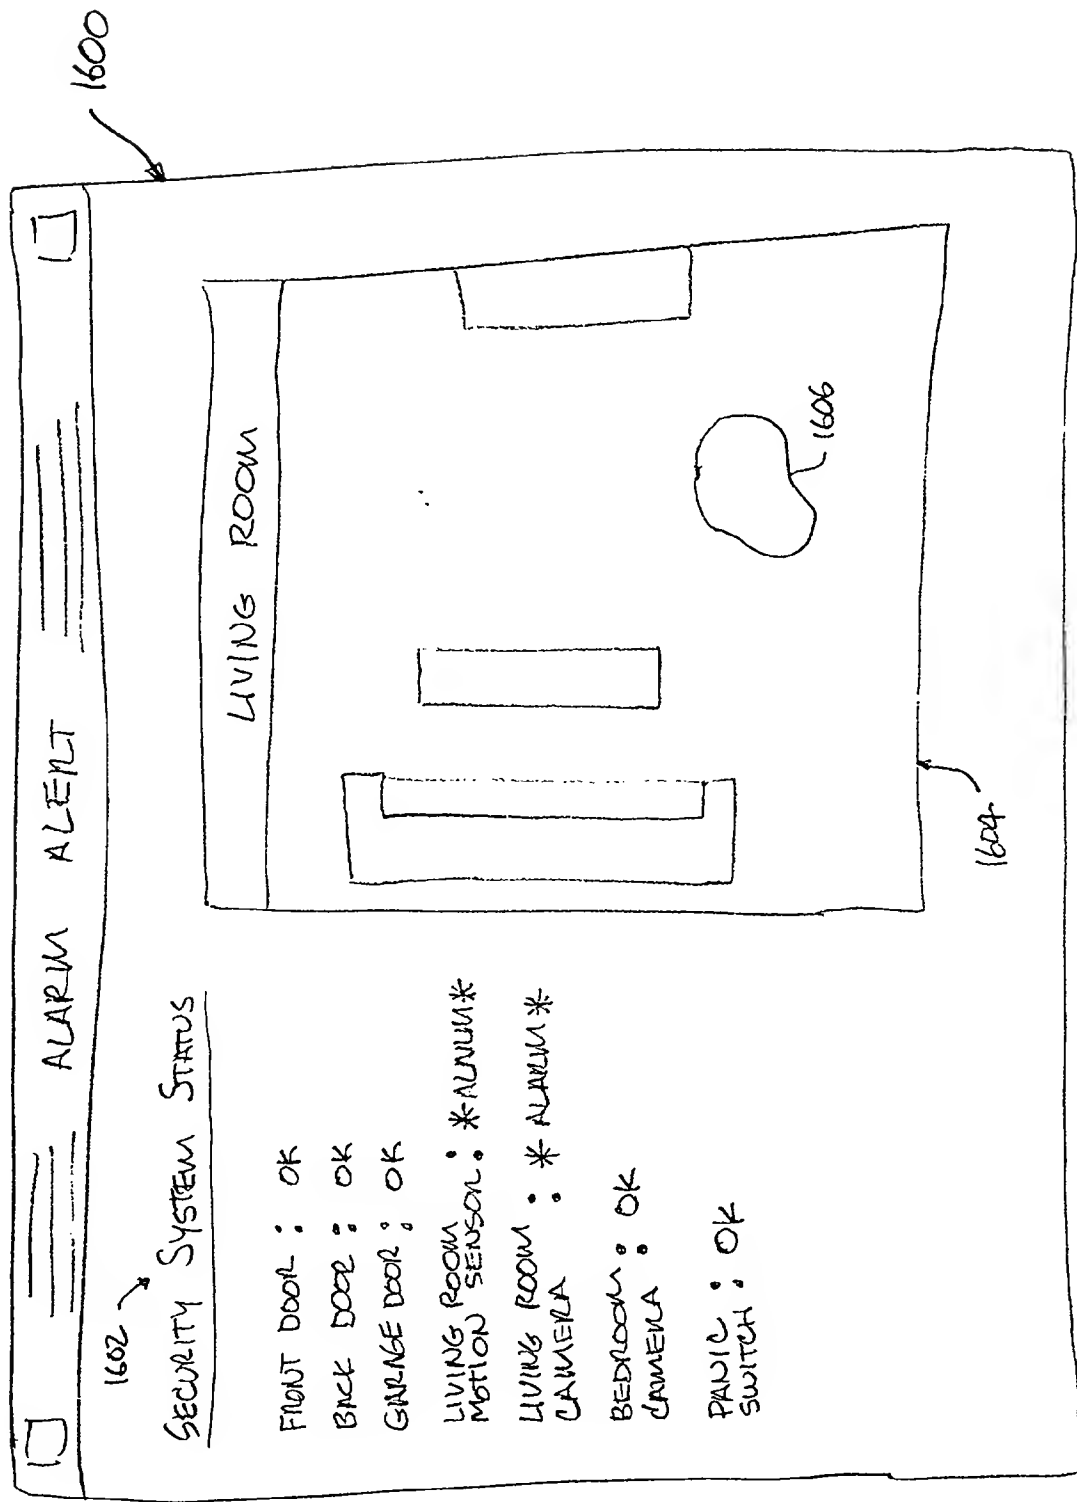 1600
ALARM ALERT
1602
SECURITY SYSTEM STATUS
FRONT DOOR : OK
BACK DOOR : OK
GARAGE DOOR : OK
LIVING ROOM
MOTION SENSOR : *ALARM*
LIVING ROOM
CAMERA : *ALARM*
BEDROOM
CAMERA : OK
PANIC
SWITCH : OK
LIVING ROOM
1606
1604